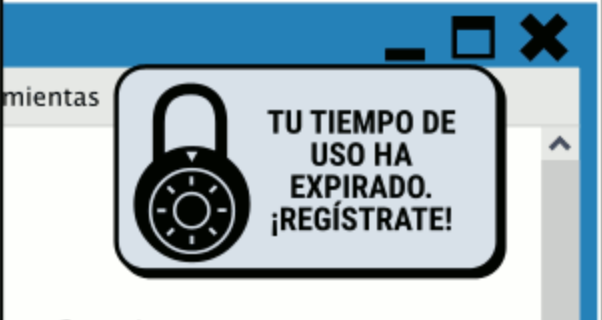 mientas
TU TIEMPO DE
USO HA
EXPIRADO.
¡REGÍSTRATE!